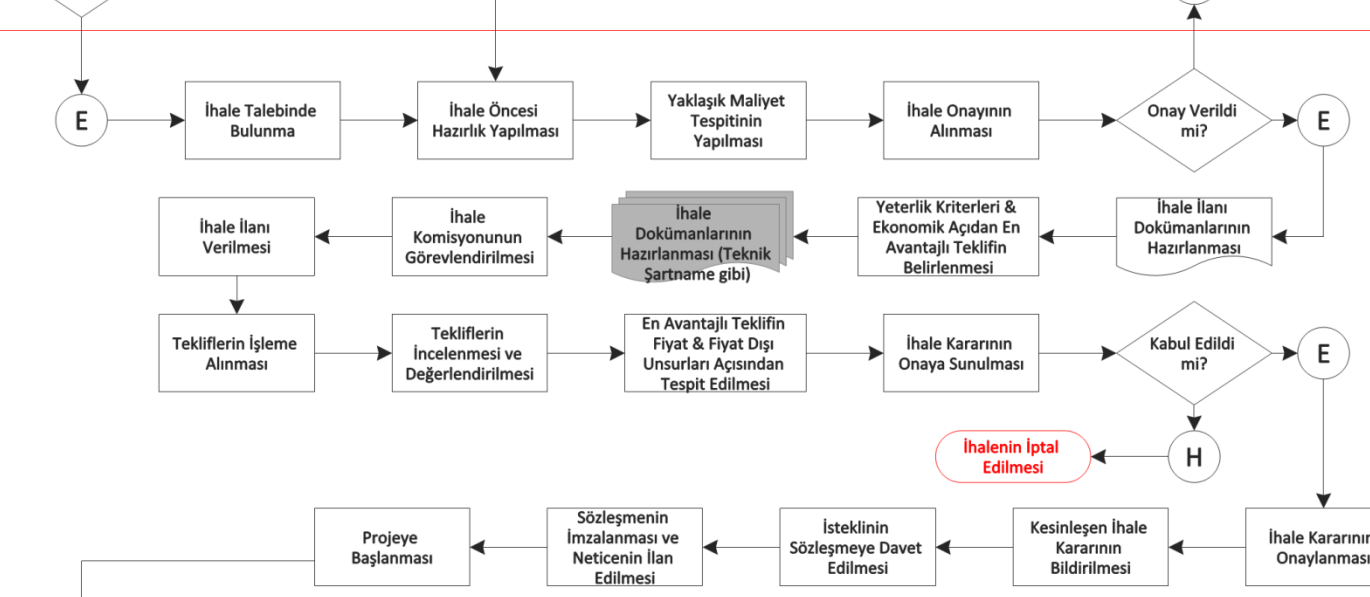 E
İhale Talebinde
Bulunma
İhale Öncesi
Hazırlık Yapılması
Yaklaşık Maliyet
Tespitinin
Yapılması
İhale Onayının
Alınması
Onay Verildi
mi?
E
İhale İlanı
Verilmesi
İhale
Komisyonunun
Görevlendirilmesi
İhale
Dokümanlarının
Hazırlanması (Teknik
Şartname gibi)
Yeterlik Kriterleri &
Ekonomik Açıdan En
Avantajlı Teklifin
Belirlenmesi
İhale İlanı
Dokümanlarının
Hazırlanması
Tekliflerin İşleme
Alınması
Tekliflerin
İncelenmesi ve
Değerlendirilmesi
En Avantajlı Teklifin
Fiyat & Fiyat Dışı
Unsurları Açısından
Tespit Edilmesi
İhale Kararının
Onaya Sunulması
Kabul Edildi
mi?
E
İhalenin İptal
Edilmesi
H
Projeye
Başlanması
Sözleşmenin
İmzalanması ve
Neticenin İlan
Edilmesi
İsteklinin
Sözleşmeye Davet
Edilmesi
Kesinleşen İhale
Kararının
Bildirilmesi
İhale Kararının
Onaylanması